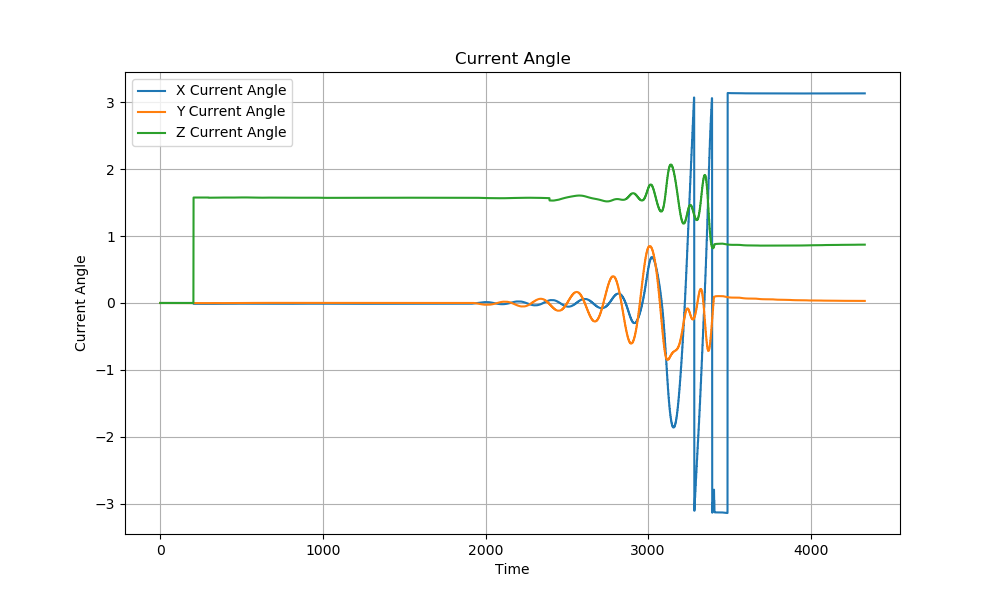 Current Angle
X Current Angle
Y Current Angle
Z Current Angle
3
2
1
0
−1
−2
−3
Current Angle
0 1000 2000 3000 4000
Time